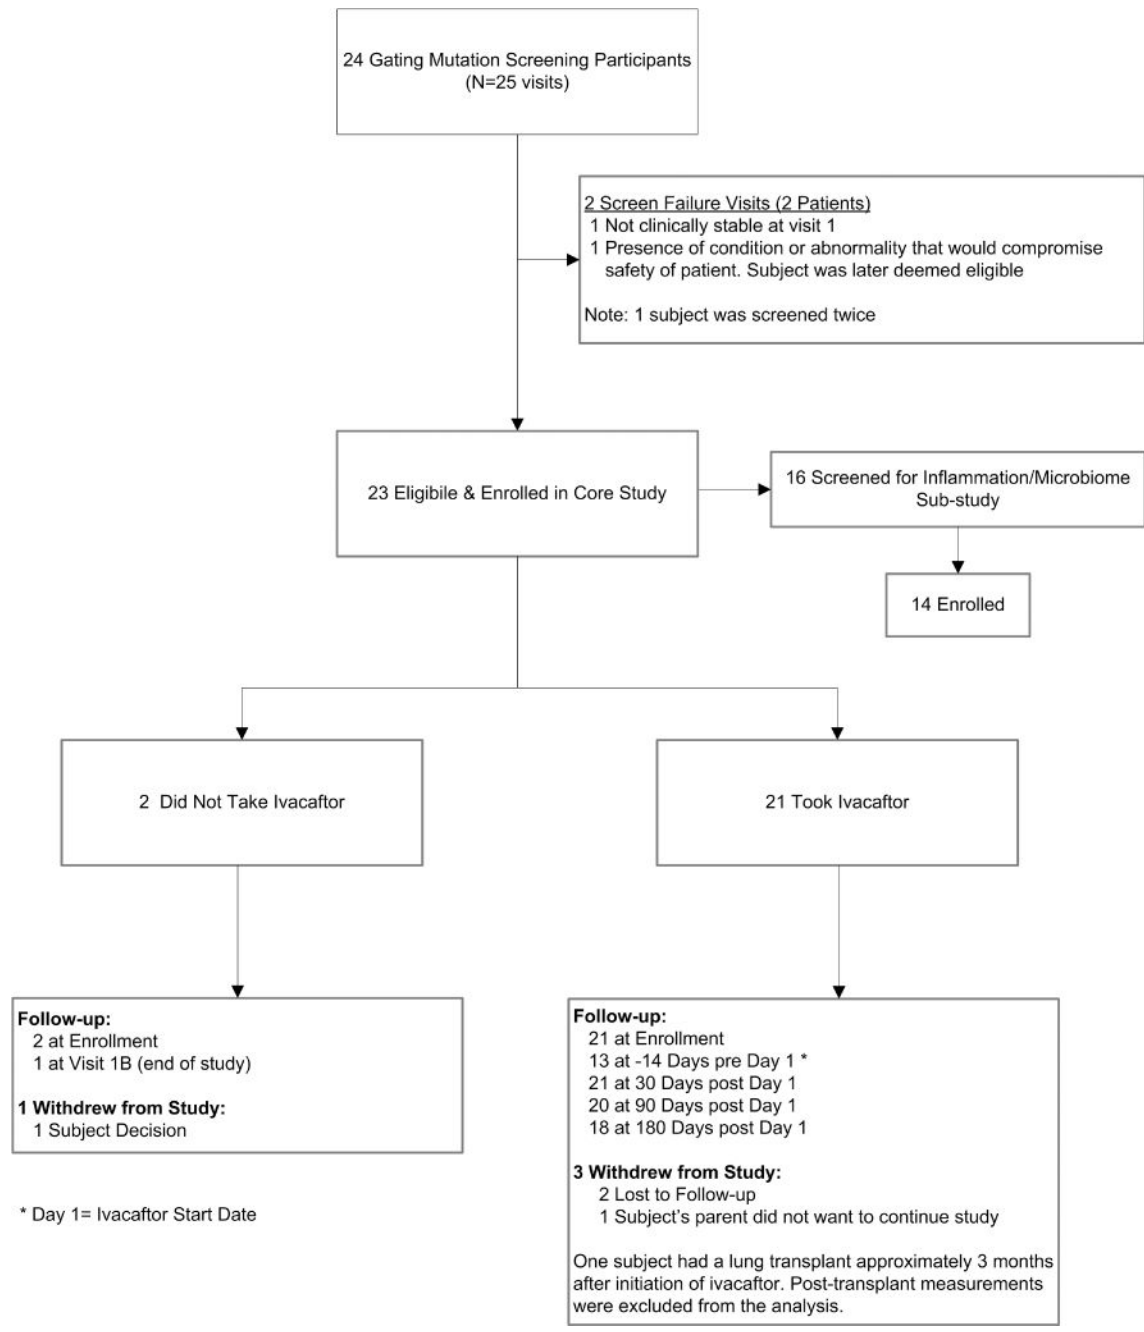 24 Gating Mutation Screening Participants
(N=25 visits)
2 Screen Failure Visits (2 Patients)
1 Not clinically stable at visit 1
1 Presence of condition or abnormality that would compromise
safety of patient. Subject was later deemed eligible
Note: 1 subject was screened twice
23 Eligibile & Enrolled in Core Study
16 Screened for Inflammation/Microbiome
Sub-study
14 Enrolled
2 Did Not Take Ivacaftor
21 Took Ivacaftor
Follow-up:
2 at Enrollment
1 at Visit 1B (end of study)
1 Withdrew from Study:
1 Subject Decision
* Day 1= Ivacaftor Start Date
Follow-up:
21 at Enrollment
13 at -14 Days pre Day 1 *
21 at 30 Days post Day 1
20 at 90 Days post Day 1
18 at 180 Days post Day 1
3 Withdrew from Study:
2 Lost to Follow-up
1 Subject's parent did not want to continue study
One subject had a lung transplant approximately 3 months
after initiation of ivacaftor. Post-transplant measurements
were excluded from the analysis.